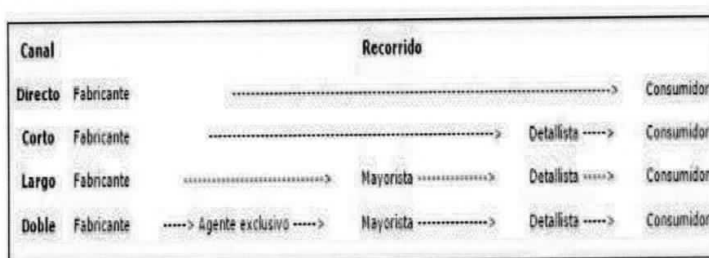 Canal Recorrido
Directo Fabricante ----------> Consumidor
Corto Fabricante ----------> Detallista -----> Consumidor
Largo Fabricante ----------> Mayorista ----------> Detallista -----> Consumidor
Doble Fabricante -----> Agente exclusivo -----> Mayorista ----------> Detallista -----> Consumidor